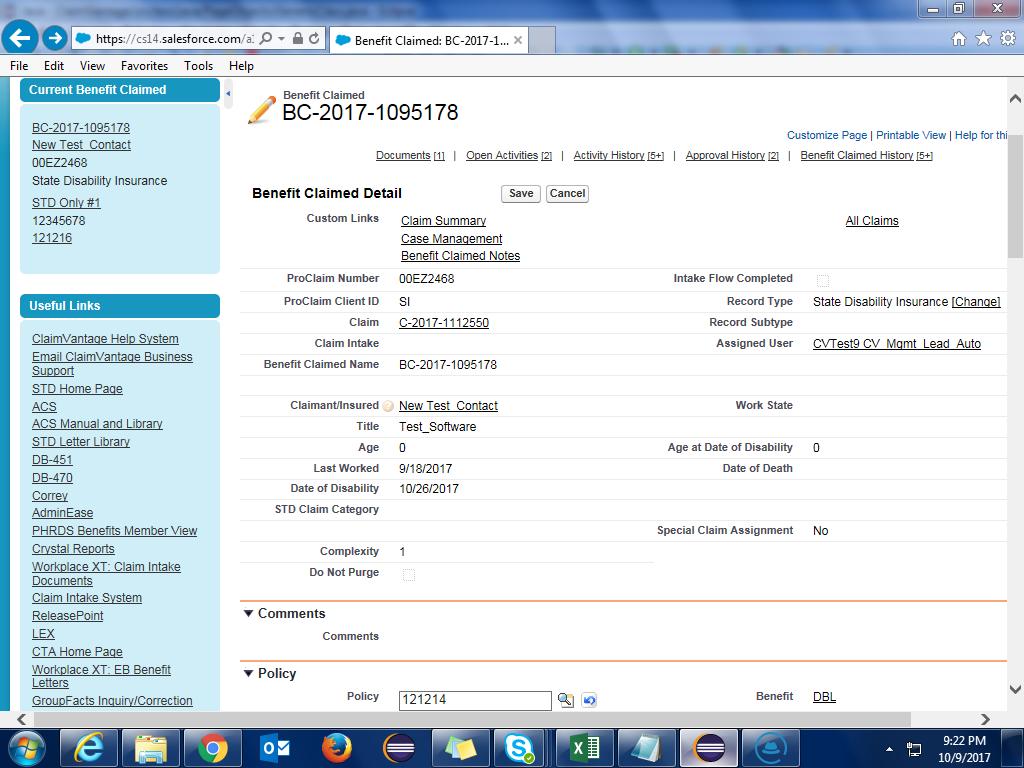 https://cs14.salesforce.com/a
Benefit Claimed: BC-2017-1...
File Edit View Favorites Tools Help
Current Benefit Claimed
BC-2017-1095178
New Test_Contact
00EZ2468
State Disability Insurance
STD Only #1
12345678
121216
Useful Links
ClaimVantage Help System
Email ClaimVantage Business
Support
STD Home Page
ACS
ACS Manual and Library
STD Letter Library
DB-451
DB-470
Correy
AdminEase
PHRDS Benefits Member View
Crystal Reports
Workplace XT: Claim Intake
Documents
Claim Intake System
ReleasePoint
LEX
CTA Home Page
Workplace XT: EB Benefit
Letters
GroupFacts Inquiry/Correction
Benefit Claimed
BC-2017-1095178
Customize Page | Printable View | Help for thi
Documents [1] | Open Activities [2] | Activity History [5+] | Approval History [2] | Benefit Claimed History [5+]
Benefit Claimed Detail Save Cancel
Custom Links Claim Summary All Claims
Case Management
Benefit Claimed Notes
ProClaim Number 00EZ2468 Intake Flow Completed
ProClaim Client ID SI Record Type State Disability Insurance [Change]
Claim C-2017-1112550 Record Subtype
Claim Intake Assigned User CVTest9 CV_Mgmt_Lead_Auto
Benefit Claimed Name BC-2017-1095178
Claimant/Insured New Test_Contact Work State
Title Test_Software
Age 0 Age at Date of Disability 0
Last Worked 9/18/2017 Date of Death
Date of Disability 10/26/2017
STD Claim Category
Special Claim Assignment No
Complexity 1
Do Not Purge
Comments
Comments
Policy
Policy 121214 Benefit DBL
9:22 PM
10/9/2017